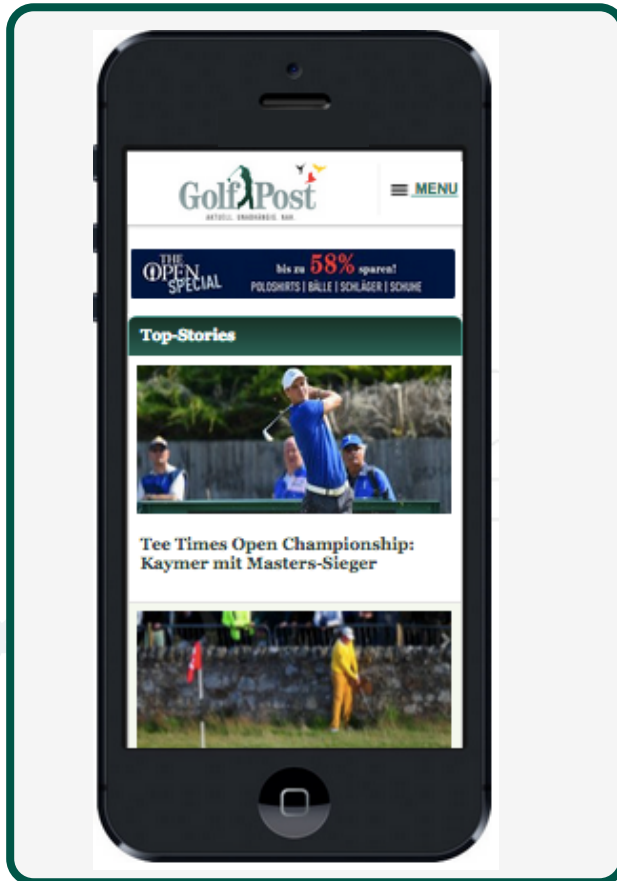 Golf Post
AKTUELL. UNABHÄNGIG. NAH.
MENU
THE OPEN SPECIAL
bis zu 58% sparen!
POLOSHIRTS | BÄLLE | SCHLÄGER | SCHUHE
Top-Stories
Tee Times Open Championship:
Kaymer mit Masters-Sieger